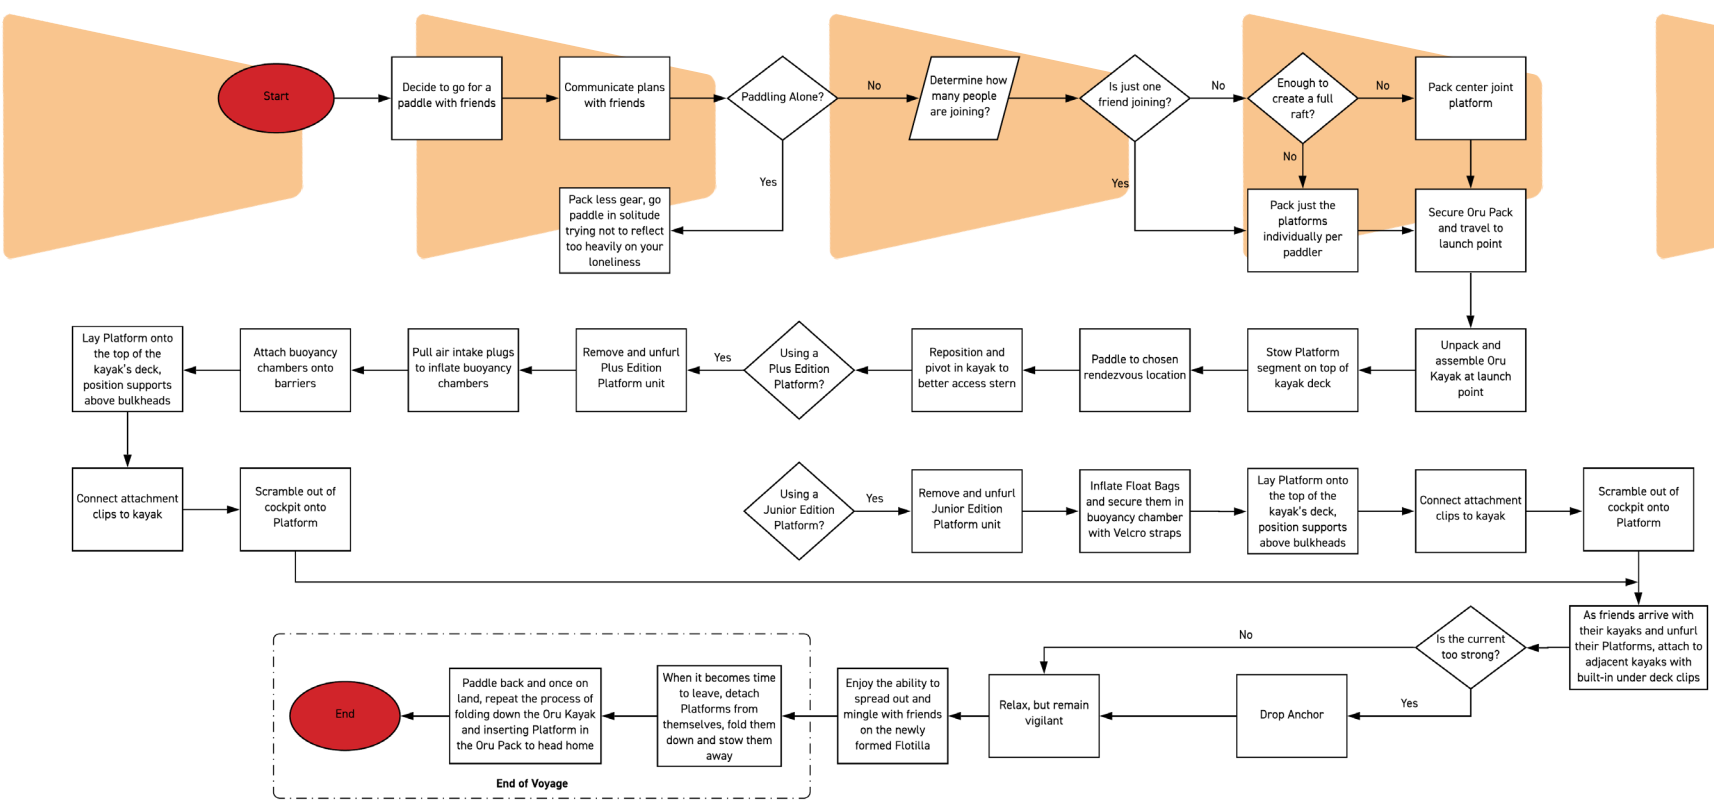 Start
Decide to go for a
paddle with friends
Communicate plans
with friends
Paddling Alone?
No
Determine how
many people
are joining?
Is just one
friend joining?
No
Enough to
create a full
raft?
No
Pack center joint
platform
Yes
Pack less gear, go
paddle in solitude
trying not to reflect
too heavily on your
loneliness
Yes
No
Pack just the
platforms
individually per
paddler
Secure Oru Pack
and travel to
launch point
Lay Platform onto
the top of the
kayak's deck,
position supports
above bulkheads
Attach buoyancy
chambers onto
barriers
Pull air intake plugs
to inflate buoyancy
chambers
Remove and unfurl
Plus Edition
Platform unit
Yes
Using a
Plus Edition
Platform?
Reposition and
pivot in kayak to
better access stern
Paddle to chosen
rendezvous location
Stow Platform
segment on top of
kayak deck
Unpack and
assemble Oru
Kayak at launch
point
Connect attachment
clips to kayak
Scramble out of
cockpit onto
Platform
Using a
Junior Edition
Platform?
Yes
Remove and unfurl
Junior Edition
Platform unit
Inflate Float Bags
and secure them in
buoyancy chamber
with Velcro straps
Lay Platform onto
the top of the
kayak's deck,
position supports
above bulkheads
Connect attachment
clips to kayak
Scramble out of
cockpit onto
Platform
As friends arrive with
their kayaks and unfurl
their Platforms, attach to
adjacent kayaks with
built-in under deck clips
Is the current
too strong?
No
Yes
Drop Anchor
Relax, but remain
vigilant
Enjoy the ability to
spread out and
mingle with friends
on the newly
formed Flotilla
When it becomes time
to leave, detach
Platforms from
themselves, fold them
down and stow them
away
Paddle back and once on
land, repeat the process of
folding down the Oru Kayak
and inserting Platform in
the Oru Pack to head home
End
End of Voyage